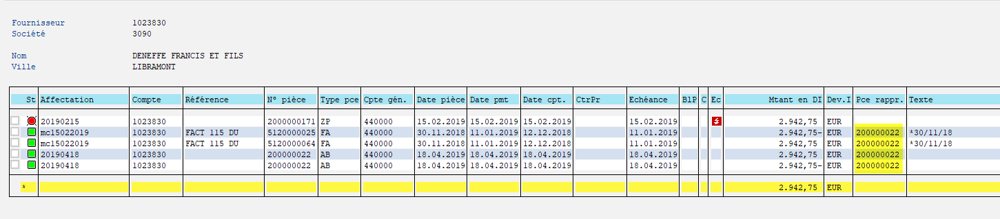 Fournisseur 1023830
Société 3090
Nom DENEFFE FRANCIS ET FILS
Ville LIBRAMONT
St Affectation Compte Référence N° pièce Type pce Cpte gén. Date pièce Date pmt Date cpt. CtrPr Echéance BlP C Ec Mtant en DI Dev.I Pce rappr. Texte
20190215 1023830 2000000171 ZP 440000 15.02.2019 15.02.2019 15.02.2019 15.02.2019 2.942,75 EUR
mc15022019 1023830 FACT 115 DU 5120000025 FA 440000 30.11.2018 11.01.2019 12.12.2018 11.01.2019 2.942,75- EUR 200000022 *30/11/18
mc15022019 1023830 FACT 115 DU 5120000064 FA 440000 30.11.2018 11.01.2019 12.12.2018 11.01.2019 2.942,75- EUR 200000022 *30/11/18
20190418 1023830 200000022 AB 440000 18.04.2019 18.04.2019 18.04.2019 18.04.2019 2.942,75 EUR 200000022
20190418 1023830 200000022 AB 440000 18.04.2019 18.04.2019 18.04.2019 18.04.2019 2.942,75- EUR 200000022
* 2.942,75 EUR